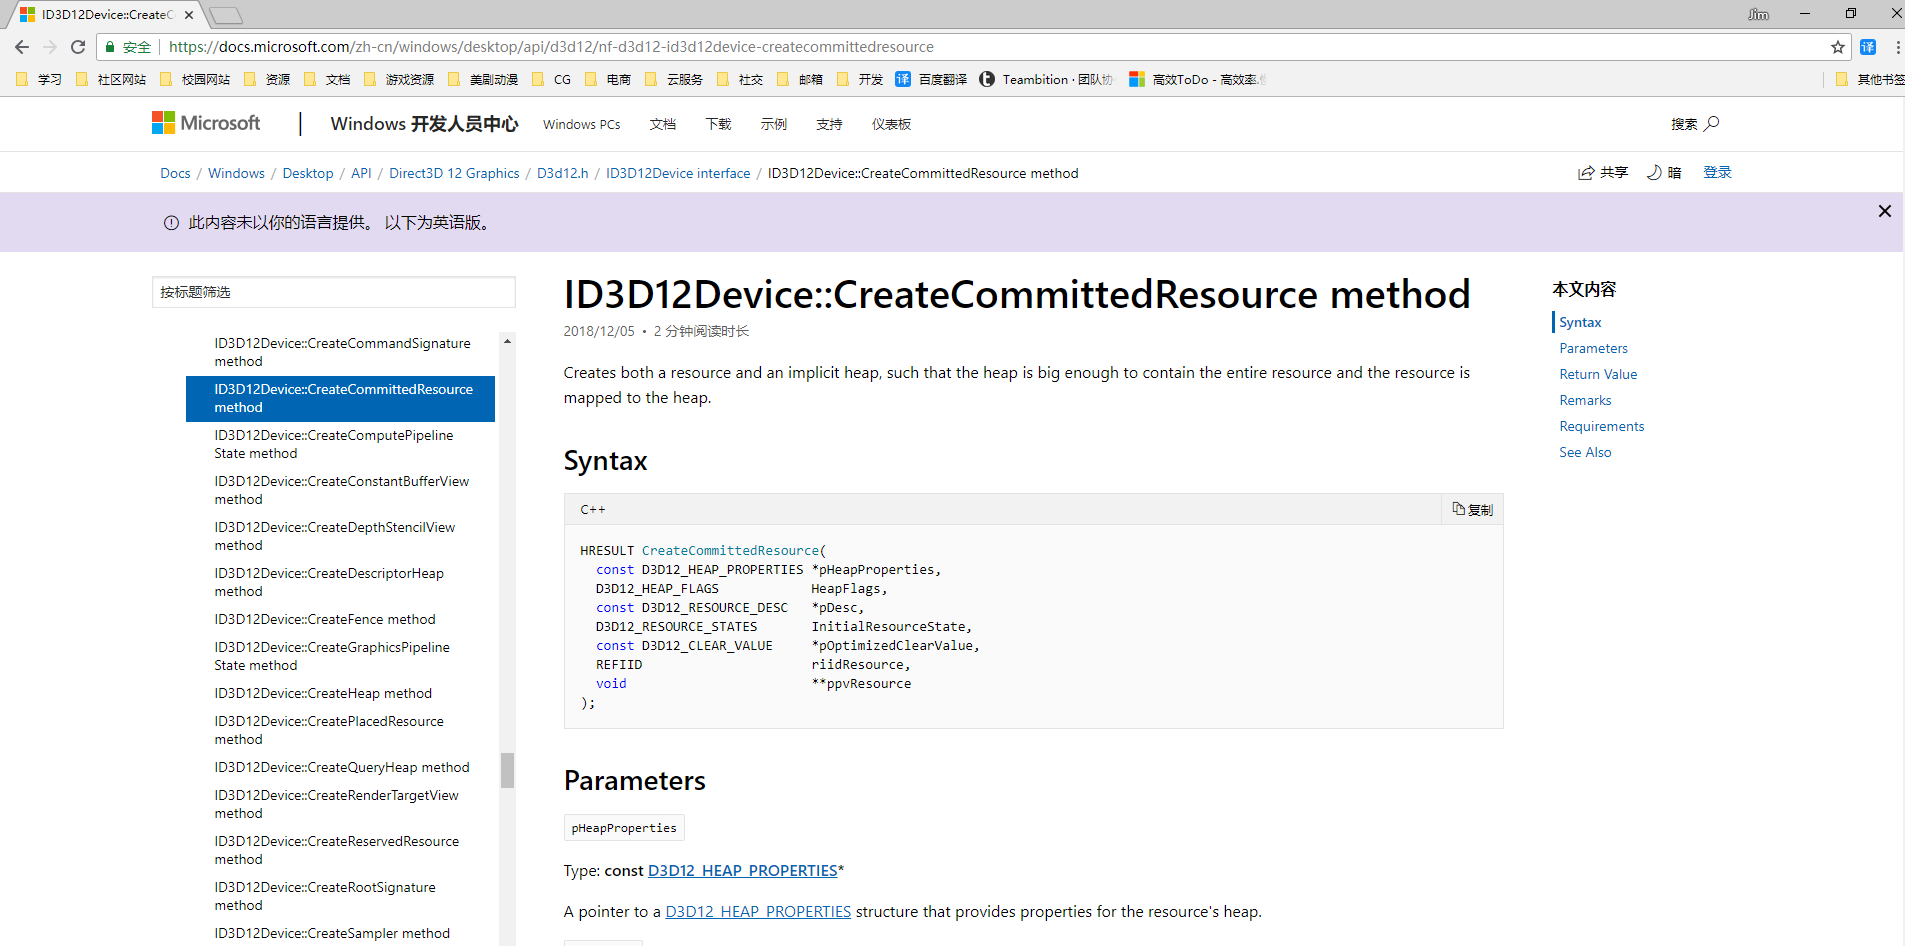 ID3D12Device::CreateC
Jim
安全 https://docs.microsoft.com/zh-cn/windows/desktop/api/d3d12/nf-d3d12-id3d12device-createcommittedresource 译
学习 社区网站 校园网站 资源 文档 游戏资源 美剧动漫 CG 电商 云服务 社交 邮箱 开发 译 百度翻译 Teambition · 团队协 高效ToDo - 高效率. 其他书签
Microsoft Windows 开发人员中心 Windows PCs 文档 下载 示例 支持 仪表板 搜索
Docs / Windows / Desktop / API / Direct3D 12 Graphics / D3d12.h / ID3D12Device interface / ID3D12Device::CreateCommittedResource method 共享 暗 登录
此内容未以你的语言提供。 以下为英语版。
按标题筛选
ID3D12Device::CreateCommandSignature
method
ID3D12Device::CreateCommittedResource
method
ID3D12Device::CreateComputePipeline
State method
ID3D12Device::CreateConstantBufferView
method
ID3D12Device::CreateDepthStencilView
method
ID3D12Device::CreateDescriptorHeap
method
ID3D12Device::CreateFence method
ID3D12Device::CreateGraphicsPipeline
State method
ID3D12Device::CreateHeap method
ID3D12Device::CreatePlacedResource
method
ID3D12Device::CreateQueryHeap method
ID3D12Device::CreateRenderTargetView
method
ID3D12Device::CreateReservedResource
method
ID3D12Device::CreateRootSignature
method
ID3D12Device::CreateSampler method
ID3D12Device::CreateCommittedResource method
2018/12/05 • 2 分钟阅读时长
Creates both a resource and an implicit heap, such that the heap is big enough to contain the entire resource and the resource is
mapped to the heap.
Syntax
C++ 复制
HRESULT CreateCommittedResource(
const D3D12_HEAP_PROPERTIES *pHeapProperties,
D3D12_HEAP_FLAGS HeapFlags,
const D3D12_RESOURCE_DESC *pDesc,
D3D12_RESOURCE_STATES InitialResourceState,
const D3D12_CLEAR_VALUE *pOptimizedClearValue,
REFIID riidResource,
void **ppvResource
);
Parameters
pHeapProperties
Type: const D3D12_HEAP_PROPERTIES*
A pointer to a D3D12_HEAP_PROPERTIES structure that provides properties for the resource's heap.
本文内容
Syntax
Parameters
Return Value
Remarks
Requirements
See Also